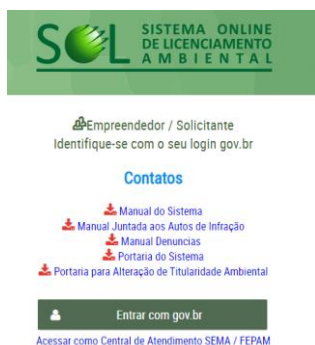 SOL SISTEMA ONLINE
DE LICENCIAMENTO
AMBIENTAL
Empreendedor / Solicitante
Identifique-se com o seu login gov.br
Contatos
Manual do Sistema
Manual Juntada aos Autos de Infração
Manual Denuncias
Portaria do Sistema
Portaria para Alteração de Titularidade Ambiental
Entrar com gov.br
Acessar como Central de Atendimento SEMA / FEPAM